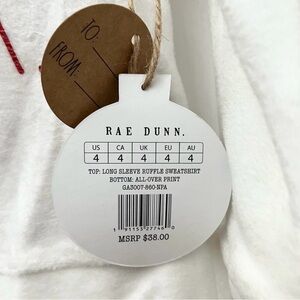 TO:
FROM:
RAE DUNN.
US CA UK EU AU
4 4 4 4 4
TOP: LONG SLEEVE RUFFLE SWEATSHIRT
BOTTOM: ALL-OVER PRINT
GA3007-860-NFA
MSRP $38.00